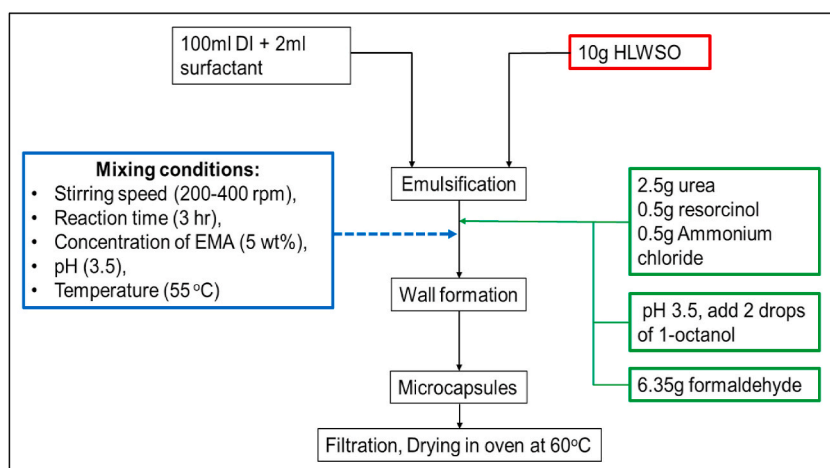 100ml DI + 2ml
surfactant
10g HLWSO
Mixing conditions:
• Stirring speed (200-400 rpm),
• Reaction time (3 hr),
• Concentration of EMA (5 wt%),
• pH (3.5),
• Temperature (55 °C)
Emulsification
2.5g urea
0.5g resorcinol
0.5g Ammonium
chloride
Wall formation
pH 3.5, add 2 drops
of 1-octanol
Microcapsules
6.35g formaldehyde
Filtration, Drying in oven at 60°C